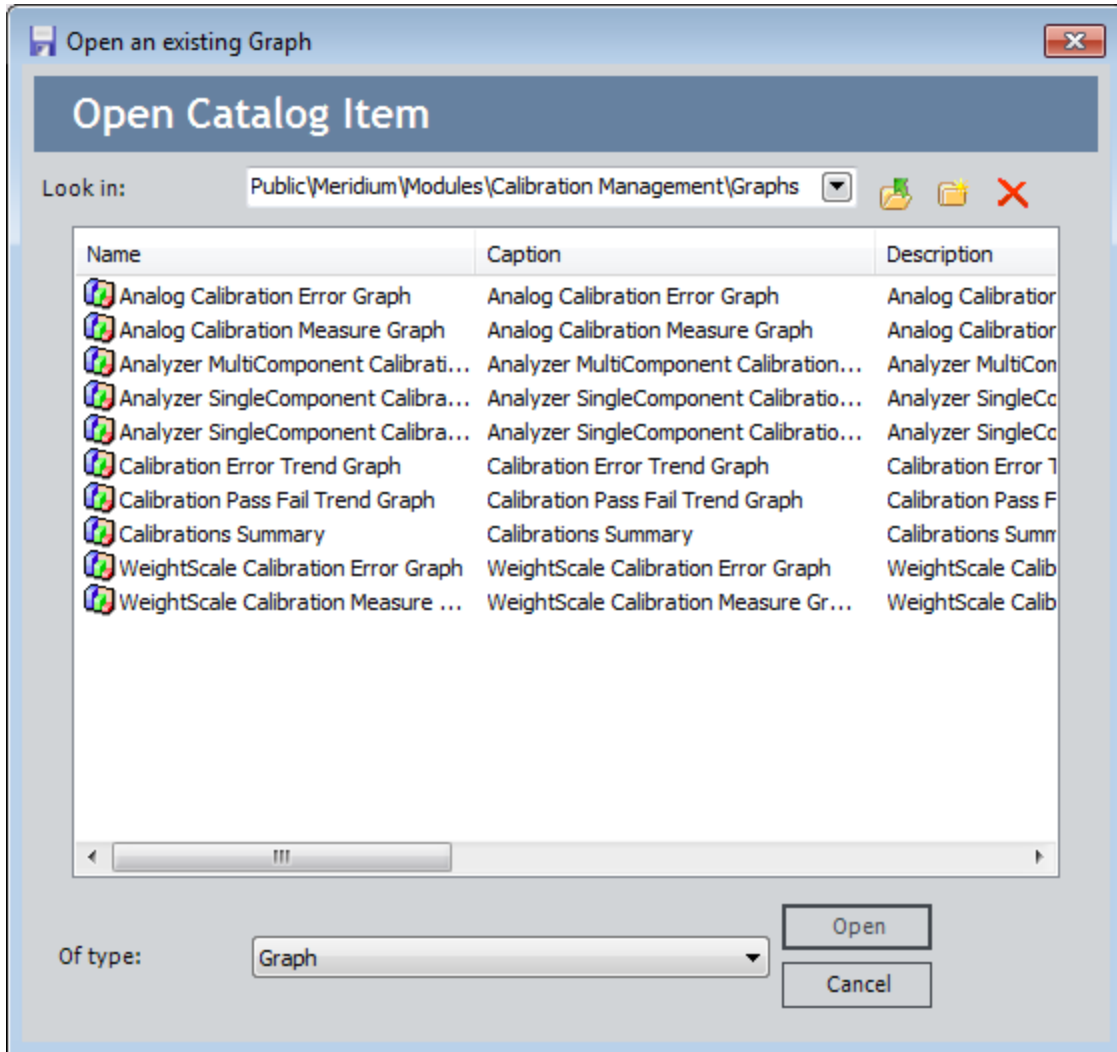 Open an existing Graph
Open Catalog Item
Look in: Public\Meridium\Modules\Calibration Management\Graphs
Name Caption Description
Analog Calibration Error Graph Analog Calibration Error Graph Analog Calibration
Analog Calibration Measure Graph Analog Calibration Measure Graph Analog Calibration
Analyzer MultiComponent Calibrati... Analyzer MultiComponent Calibration... Analyzer MultiCon
Analyzer SingleComponent Calibra... Analyzer SingleComponent Calibratio... Analyzer SingleCo
Analyzer SingleComponent Calibra... Analyzer SingleComponent Calibratio... Analyzer SingleCo
Calibration Error Trend Graph Calibration Error Trend Graph Calibration Error T
Calibration Pass Fail Trend Graph Calibration Pass Fail Trend Graph Calibration Pass F
Calibrations Summary Calibrations Summary Calibrations Summ
WeightScale Calibration Error Graph WeightScale Calibration Error Graph WeightScale Calib
WeightScale Calibration Measure ... WeightScale Calibration Measure Gr... WeightScale Calib
Open
Of type: Graph
Cancel